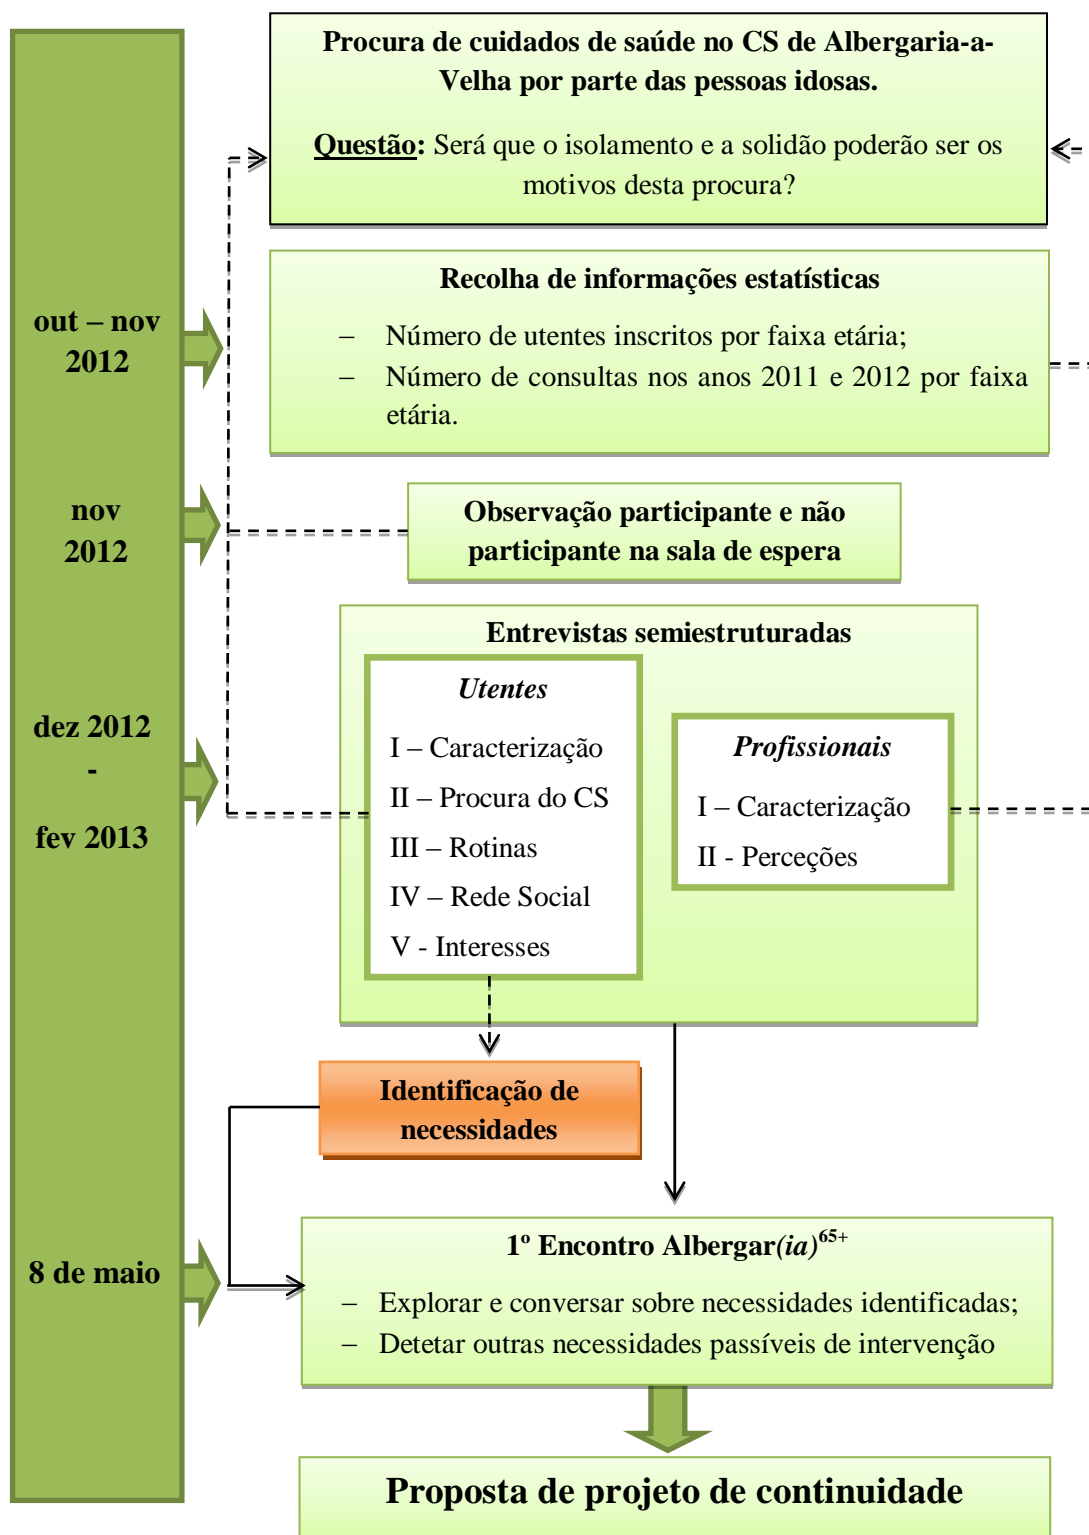 Procura de cuidados de saúde no CS de Albergaria-a-
Velha por parte das pessoas idosas.
Questão: Será que o isolamento e a solidão poderão ser os
motivos desta procura?
out – nov
2012
Recolha de informações estatísticas
– Número de utentes inscritos por faixa etária;
– Número de consultas nos anos 2011 e 2012 por faixa
etária.
nov
2012
Observação participante e não
participante na sala de espera
dez 2012
-
fev 2013
Entrevistas semiestruturadas
Utentes
I – Caracterização
II – Procura do CS
III – Rotinas
IV – Rede Social
V - Interesses
Profissionais
I – Caracterização
II - Perceções
Identificação de
necessidades
8 de maio
1º Encontro Albergar(ia)65+
– Explorar e conversar sobre necessidades identificadas;
– Detetar outras necessidades passíveis de intervenção
Proposta de projeto de continuidade